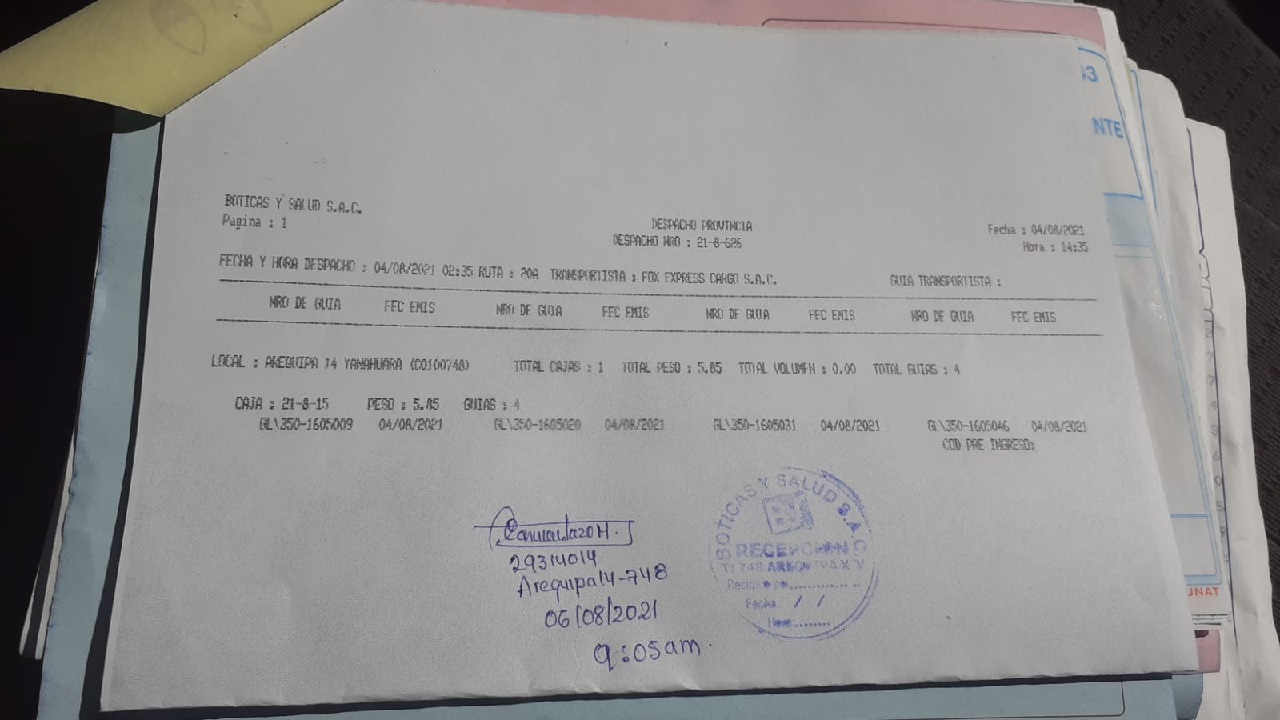 BOTICAS Y SALUD S.A.C.
Pagina : 1
DESPACHO PROVINCIA
DESPACHO NRO : 21-8-626
Fecha : 04/08/2021
Hora : 14:35
FECHA Y HORA DESPACHO : 04/08/2021 02:35 RUTA : 20A TRANSPORTISTA : FOX EXPRESS CARGO S.A.C. GUIA TRANSPORTISTA :
NRO DE GUIA FEC EMIS NRO DE GUIA FEC EMIS NRO DE GUIA FEC EMIS NRO DE GUIA FEC EMIS
LOCAL : AREQUIPA 14 YANAHUARA (CO100748) TOTAL CAJAS : 1 TOTAL PESO : 5.85 TOTAL VOLUMEN : 0.00 TOTAL GUIAS : 4
CAJA : 21-8-15 PESO : 5.85 GUIAS : 4
GL\350-1605009 04/08/2021 GL\350-1605020 04/08/2021 GL\350-1605031 04/08/2021 GL\350-1605046 04/08/2021
COD PRE INGRESO:
29314014
Arequipa14-748
06/08/2021
9:05am.
BOTICAS Y SALUD S.A.C.
RECEPCION
Fecha / /
43
NTE
UNAT